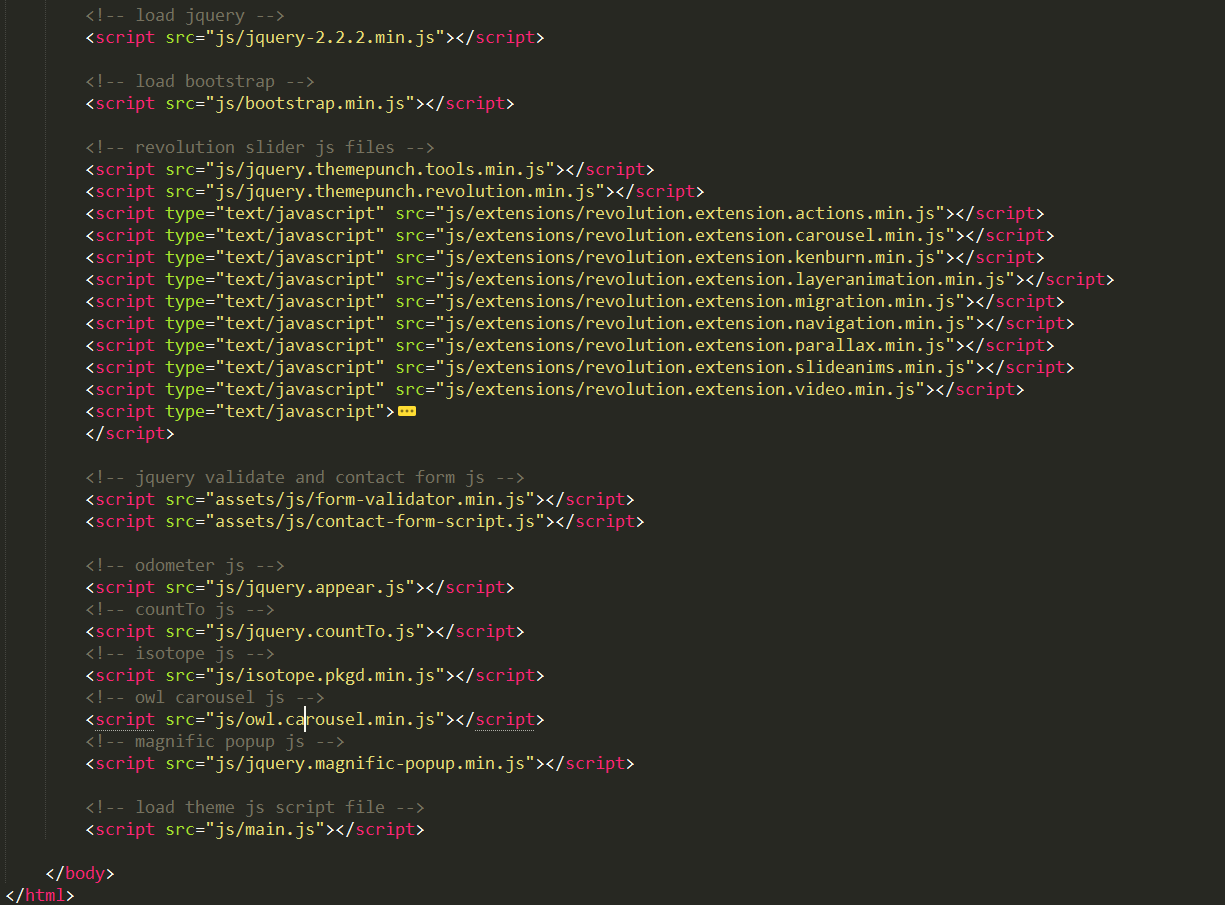 <!-- load jquery -->
<script src="js/jquery-2.2.2.min.js"></script>
<!-- load bootstrap -->
<script src="js/bootstrap.min.js"></script>
<!-- revolution slider js files -->
<script src="js/jquery.themepunch.tools.min.js"></script>
<script src="js/jquery.themepunch.revolution.min.js"></script>
<script type="text/javascript" src="js/extensions/revolution.extension.actions.min.js"></script>
<script type="text/javascript" src="js/extensions/revolution.extension.carousel.min.js"></script>
<script type="text/javascript" src="js/extensions/revolution.extension.kenburn.min.js"></script>
<script type="text/javascript" src="js/extensions/revolution.extension.layeranimation.min.js"></script>
<script type="text/javascript" src="js/extensions/revolution.extension.migration.min.js"></script>
<script type="text/javascript" src="js/extensions/revolution.extension.navigation.min.js"></script>
<script type="text/javascript" src="js/extensions/revolution.extension.parallax.min.js"></script>
<script type="text/javascript" src="js/extensions/revolution.extension.slideanims.min.js"></script>
<script type="text/javascript" src="js/extensions/revolution.extension.video.min.js"></script>
<script type="text/javascript">
</script>
<!-- jquery validate and contact form js -->
<script src="assets/js/form-validator.min.js"></script>
<script src="assets/js/contact-form-script.js"></script>
<!-- odometer js -->
<script src="js/jquery.appear.js"></script>
<!-- countTo js -->
<script src="js/jquery.countTo.js"></script>
<!-- isotope js -->
<script src="js/isotope.pkgd.min.js"></script>
<!-- owl carousel js -->
<script src="js/owl.carousel.min.js"></script>
<!-- magnific popup js -->
<script src="js/jquery.magnific-popup.min.js"></script>
<!-- load theme js script file -->
<script src="js/main.js"></script>
</body>
</html>